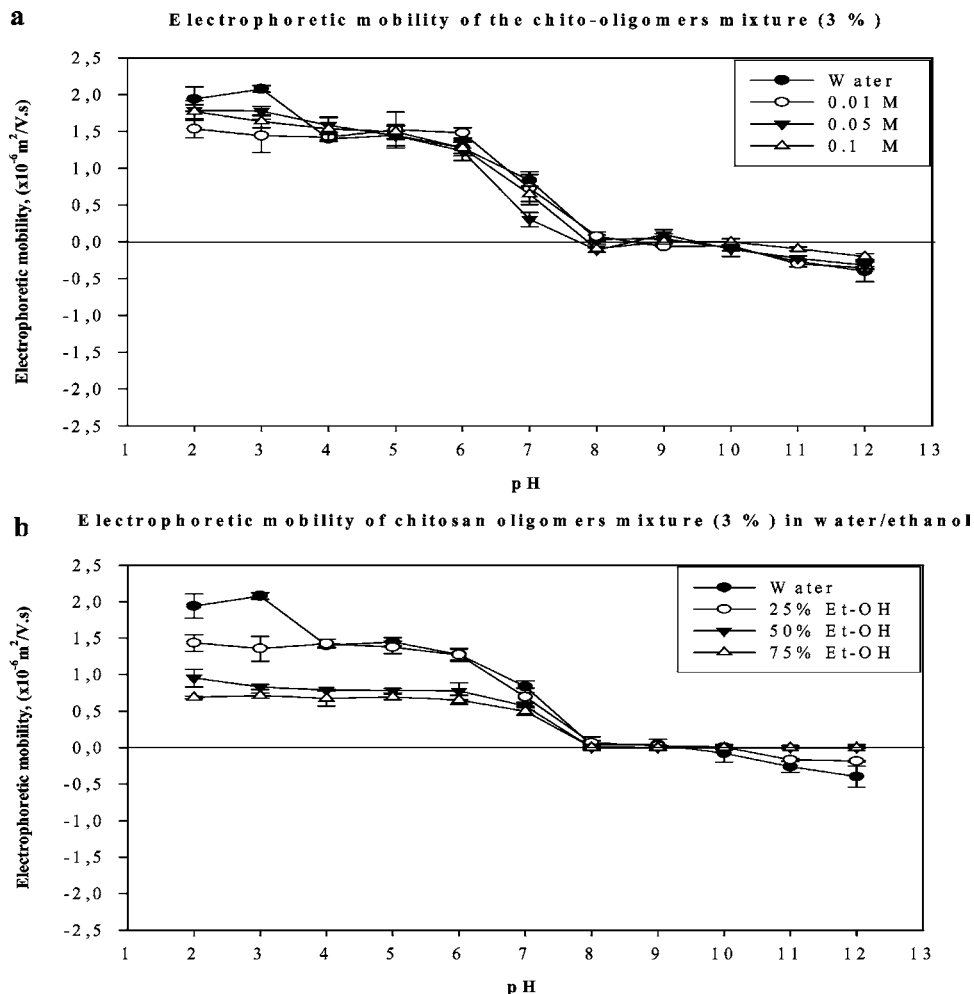 a
Electrophoretic mobility of the chito-oligomers mixture (3 %)
Electrophoretic mobility, (x10⁻⁶m²/V.s)
2,5
2,0
1,5
1,0
0,5
0,0
-0,5
-1,0
-1,5
-2,0
-2,5
Water
0.01 M
0.05 M
0.1 M
1 2 3 4 5 6 7 8 9 10 11 12 13
pH
b
Electrophoretic mobility of chitosan oligomers mixture (3 %) in water/ethanol
Electrophoretic mobility, (x10⁻⁶m²/V.s)
2,5
2,0
1,5
1,0
0,5
0,0
-0,5
-1,0
-1,5
-2,0
-2,5
Water
25% Et-OH
50% Et-OH
75% Et-OH
1 2 3 4 5 6 7 8 9 10 11 12 13
pH